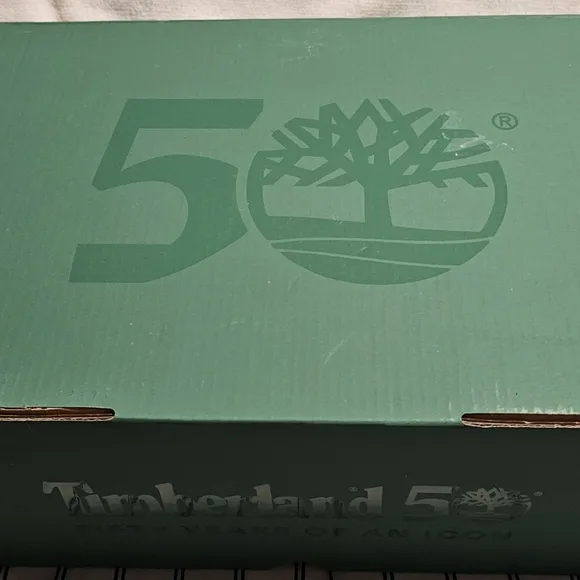 50®
Timberland® 50®
FIFTY YEARS OF AN ICON